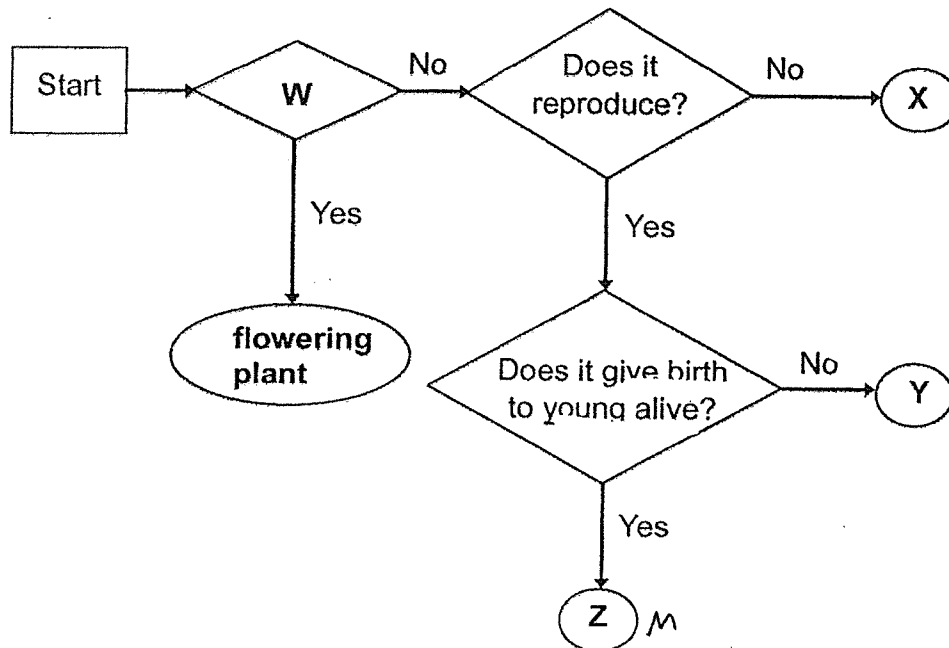 Start
W
No
Does it
reproduce?
No
X
Yes
Yes
flowering
plant
Does it give birth
to young alive?
No
Y
Yes
Z M